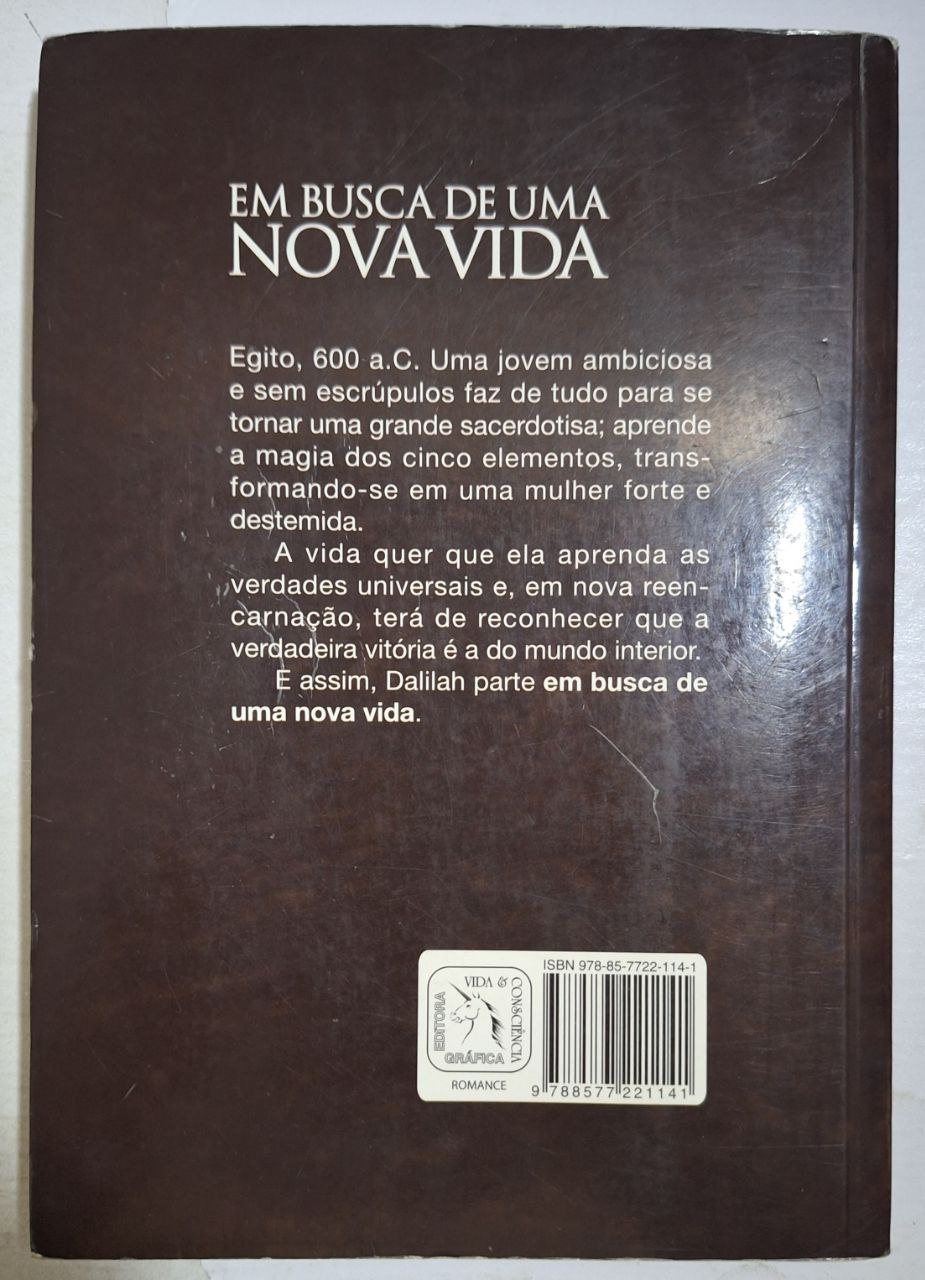 EM BUSCA DE UMA
NOVA VIDA
Egito, 600 a.C. Uma jovem ambiciosa
e sem escrúpulos faz de tudo para se
tornar uma grande sacerdotisa; aprende
a magia dos cinco elementos, trans-
formando-se em uma mulher forte e
destemida.
A vida quer que ela aprenda as
verdades universais e, em nova reen-
carnação, terá de reconhecer que a
verdadeira vitória é a do mundo interior.
E assim, Dalilah parte em busca de
uma nova vida.
ISBN 978-85-7722-114-1
VIDA &
CONSCIÊNCIA
EDITORA
GRÁFICA
ROMANCE
9 788577 221141